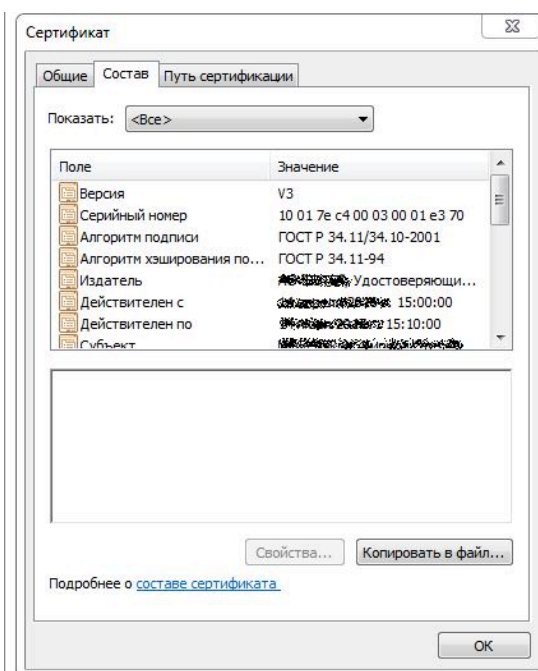 Сертификат
Общие Состав Путь сертификации
Показать: <Все>
Поле Значение
Версия V3
Серийный номер 10 01 7e c4 00 03 00 01 e3 70
Алгоритм подписи ГОСТ Р 34.11/34.10-2001
Алгоритм хэширования по... ГОСТ Р 34.11-94
Издатель Удостоверяющи...
Действителен с 15:00:00
Действителен по 15:10:00
Субъект
Свойства... Копировать в файл...
Подробнее о составе сертификата
ОК